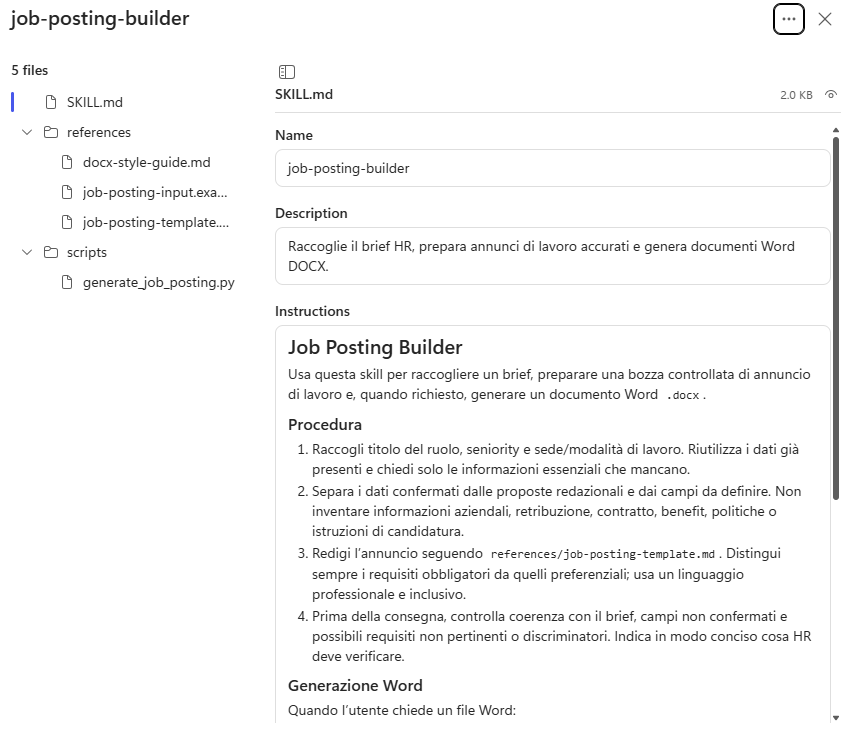 job-posting-builder
5 files
SKILL.md
references
docx-style-guide.md
job-posting-input.exa...
job-posting-template....
scripts
generate_job_posting.py
SKILL.md
2.0 KB
Name
job-posting-builder
Description
Raccoglie il brief HR, prepara annunci di lavoro accurati e genera documenti Word
DOCX.
Instructions
Job Posting Builder
Usa questa skill per raccogliere un brief, preparare una bozza controllata di annuncio
di lavoro e, quando richiesto, generare un documento Word .docx.
Procedura
1. Raccogli titolo del ruolo, seniority e sede/modalità di lavoro. Riutilizza i dati già
presenti e chiedi solo le informazioni essenziali che mancano.
2. Separa i dati confermati dalle proposte redazionali e dai campi da definire. Non
inventare informazioni aziendali, retribuzione, contratto, benefit, politiche o
istruzioni di candidatura.
3. Redigi l’annuncio seguendo references/job-posting-template.md. Distingui
sempre i requisiti obbligatori da quelli preferenziali; usa un linguaggio
professionale e inclusivo.
4. Prima della consegna, controlla coerenza con il brief, campi non confermati e
possibili requisiti non pertinenti o discriminatori. Indica in modo conciso cosa HR
deve verificare.
Generazione Word
Quando l’utente chiede un file Word: